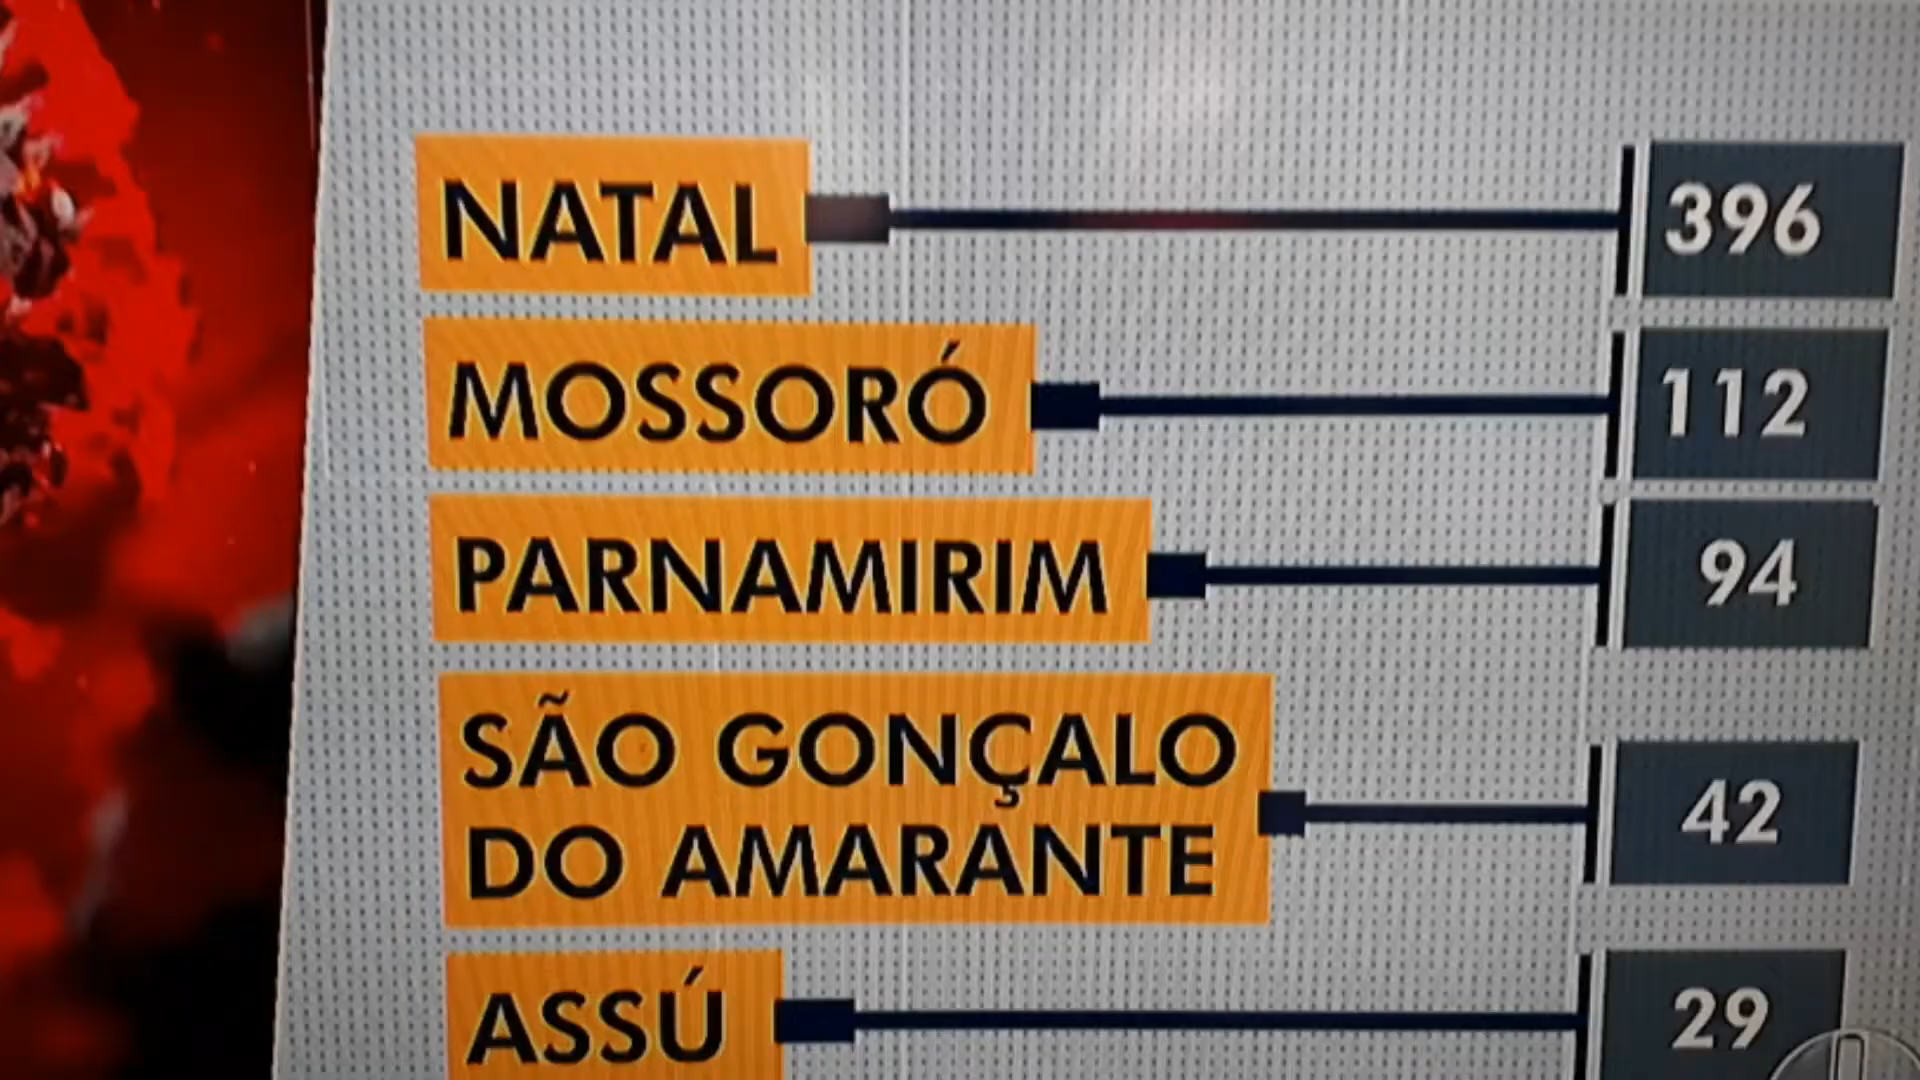 NATAL 396
MOSSORÓ 112
PARNAMIRIM 94
SÃO GONÇALO
DO AMARANTE 42
ASSÚ 29